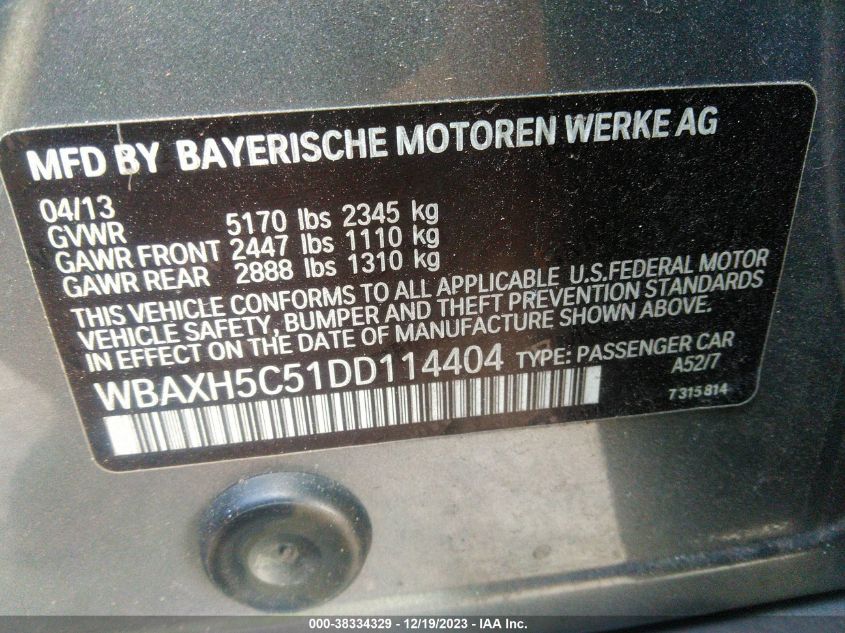 MFD BY BAYERISCHE MOTOREN WERKE AG
04/13
GVWR 5170 lbs 2345 kg
GAWR FRONT 2447 lbs 1110 kg
GAWR REAR 2888 lbs 1310 kg
THIS VEHICLE CONFORMS TO ALL APPLICABLE U.S.FEDERAL MOTOR
VEHICLE SAFETY, BUMPER AND THEFT PREVENTION STANDARDS
IN EFFECT ON THE DATE OF MANUFACTURE SHOWN ABOVE.
WBAXH5C51DD114404 TYPE: PASSENGER CAR
A52/7
7 315 814
000-38334329 - 12/19/2023 - IAA Inc.